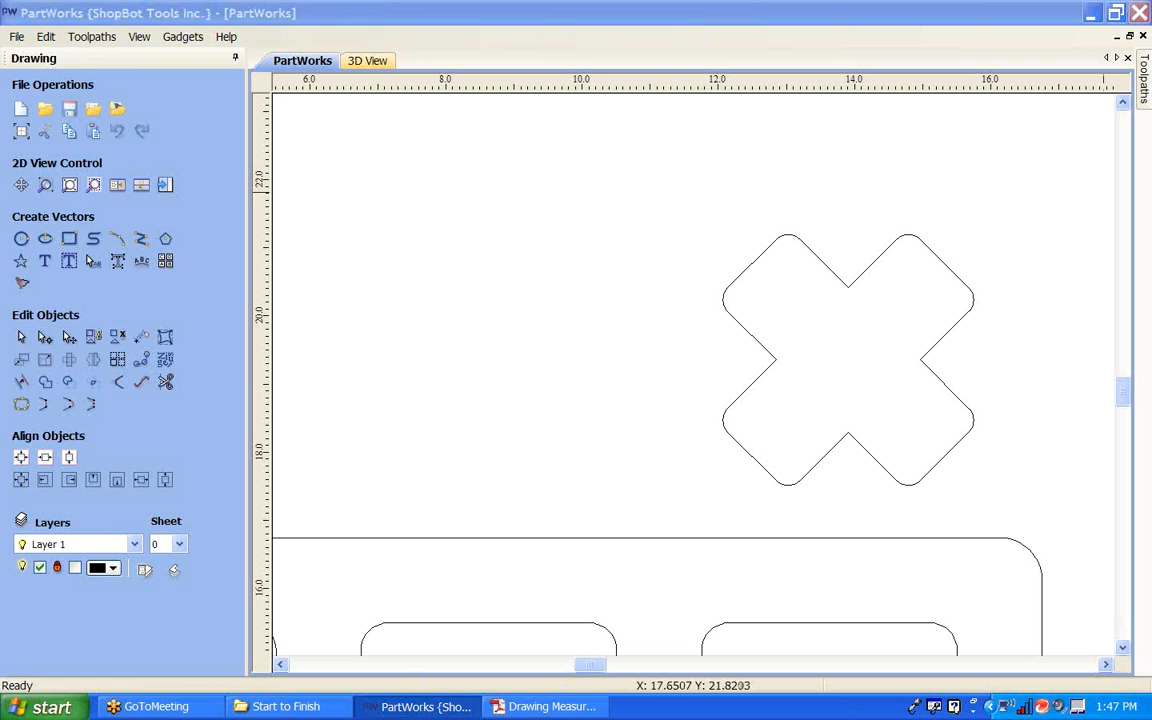 PW PartWorks {ShopBot Tools Inc.} - [PartWorks]
File Edit Toolpaths View Gadgets Help
Drawing
PartWorks 3D View
File Operations
2D View Control
Create Vectors
Edit Objects
Align Objects
Layers Sheet
Layer 1 0
6.0 8.0 10.0 12.0 14.0 16.0
22.0
20.0
18.0
16.0
Toolpaths
Ready X: 17.6507 Y: 21.8203
start GoToMeeting Start to Finish PartWorks {Sho... Drawing Measur... 1:47 PM